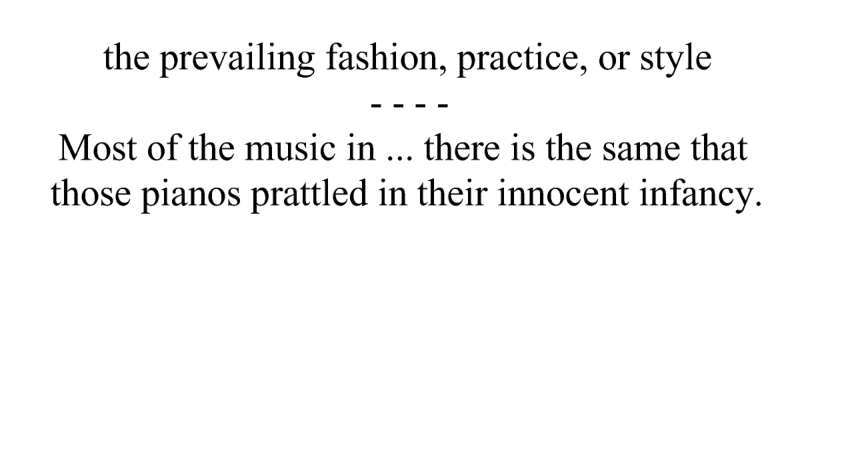 the prevailing fashion, practice, or style
- - - -
Most of the music in ... there is the same that
those pianos prattled in their innocent infancy.